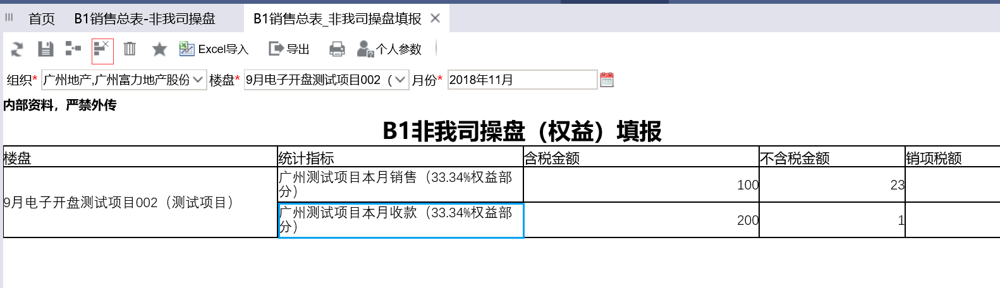 首页 B1销售总表-非我司操盘 B1销售总表_非我司操盘填报
Excel导入 导出 个人参数
组织* 广州地产,广州富力地产股份 楼盘* 9月电子开盘测试项目002（ 月份* 2018年11月
内部资料，严禁外传
B1非我司操盘（权益）填报
楼盘 统计指标 含税金额 不含税金额 销项税额
9月电子开盘测试项目002（测试项目）
广州测试项目本月销售（33.34%权益部
分）
100 23
广州测试项目本月收款（33.34%权益部
分）
200 1